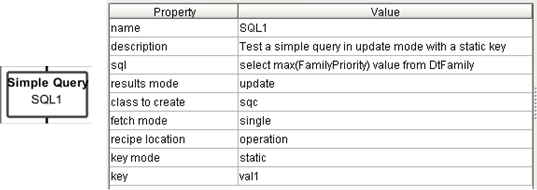 Simple Query
SQL1
Property Value
name SQL1
description Test a simple query in update mode with a static key
sql select max(FamilyPriority) value from DtFamily
results mode update
class to create sqc
fetch mode single
recipe location operation
key mode static
key val1